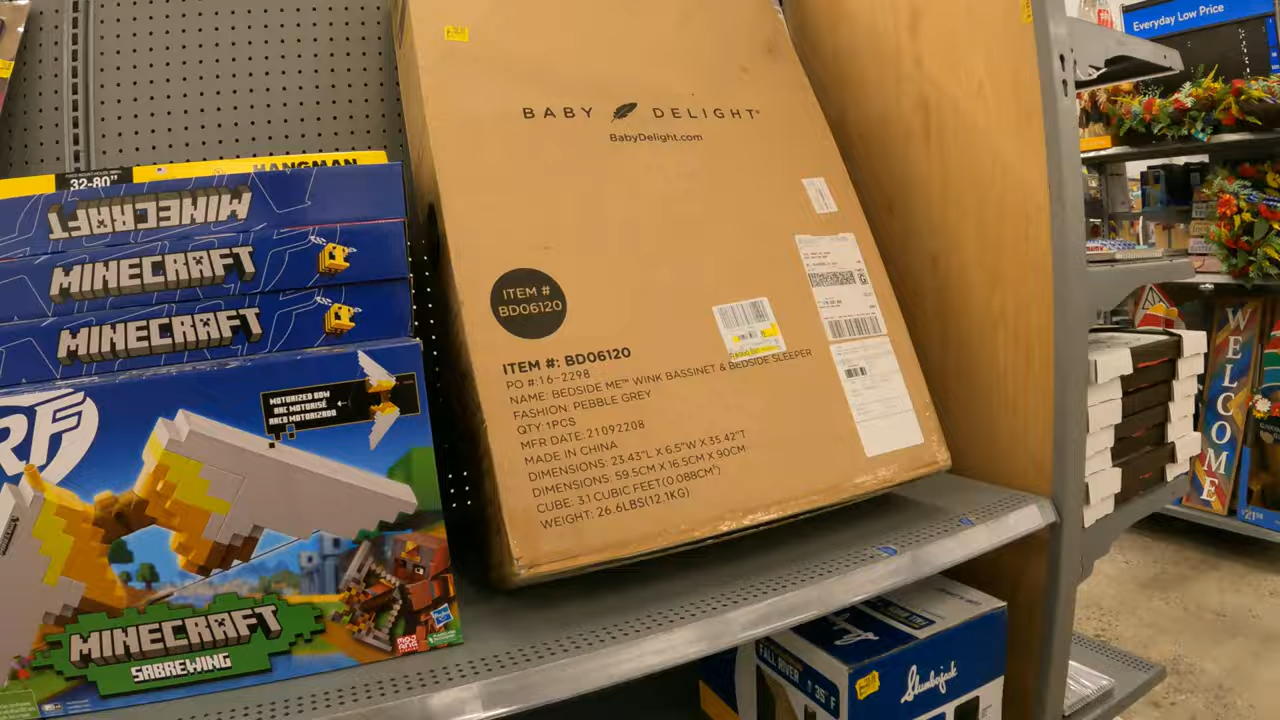 Everyday Low Price
HANGMAN
32-80"
MINECRAFT
MINECRAFT
MINECRAFT
MOTORIZED BOW
ARC MOTORISÉ
ARCO MOTORIZADO
RF
MINECRAFT
SABREWING
BABY DELIGHT
BabyDelight.com
ITEM #
BD06120
ITEM #: BD06120
PO #:16-2298
NAME: BEDSIDE ME™ WINK BASSINET & BEDSIDE SLEEPER
FASHION: PEBBLE GREY
QTY: 1PCS
MFR DATE:21092208
MADE IN CHINA
DIMENSIONS: 23.43"L X 6.5"W X 35.42"T
DIMENSIONS: 59.5CM X 16.5CM X 90CM
CUBE: 3.1 CUBIC FEET(0.088CM³)
WEIGHT: 26.6LBS(12.1KG)
FALL RIVER
35°F
Slumberjack
WELCOME